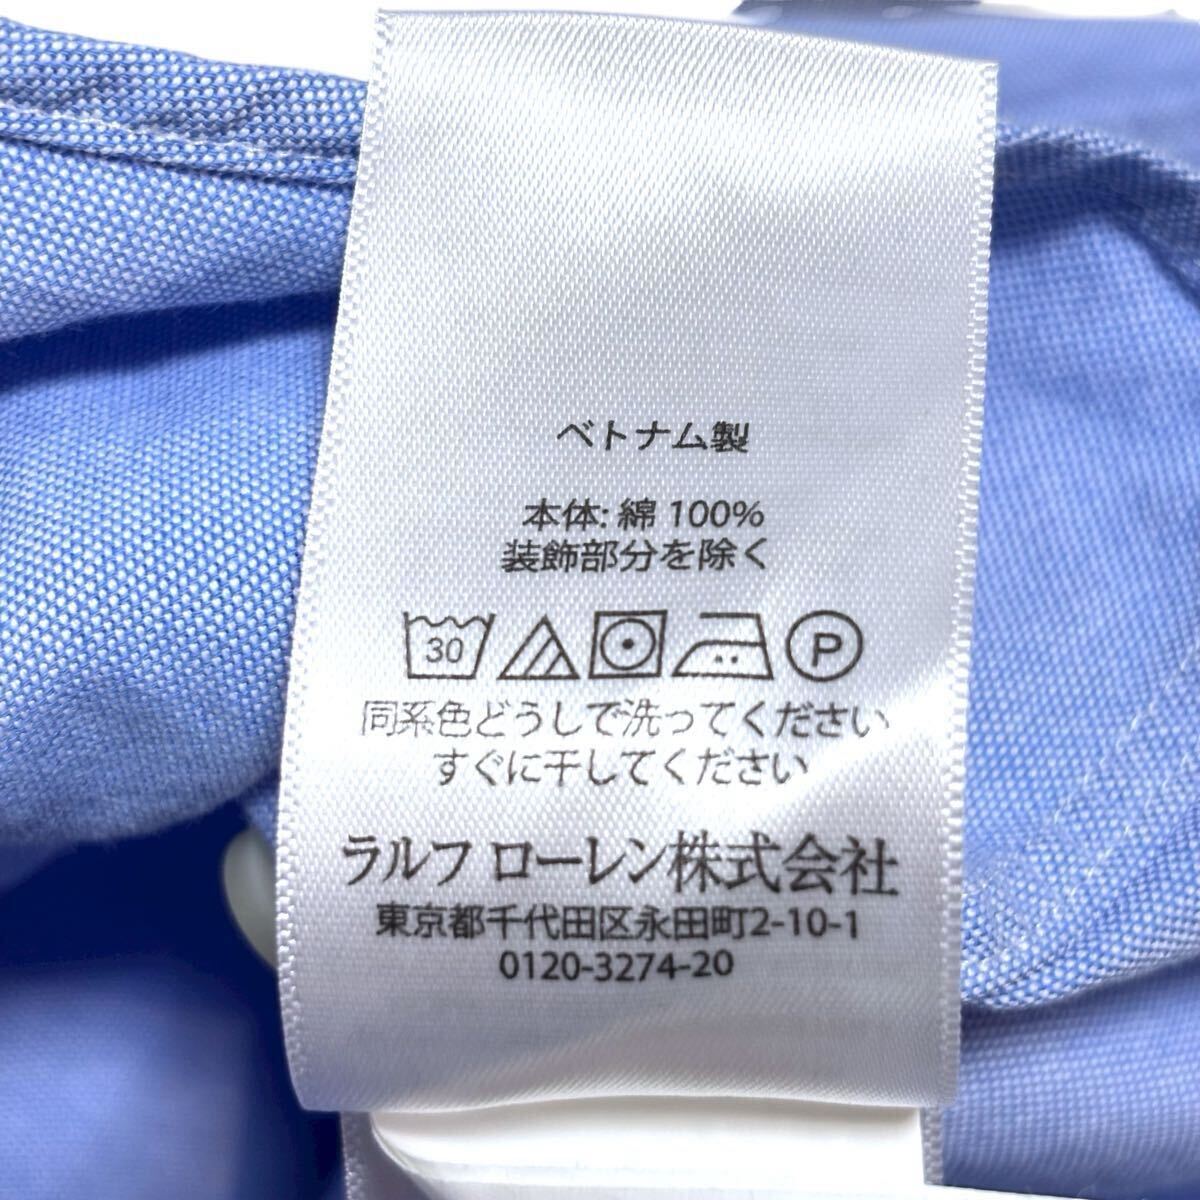 ベトナム製
本体: 綿 100%
装飾部分を除く
30 P
同系色どうしで洗ってください
すぐに干してください
ラルフ ローレン株式会社
東京都千代田区永田町2-10-1
0120-3274-20